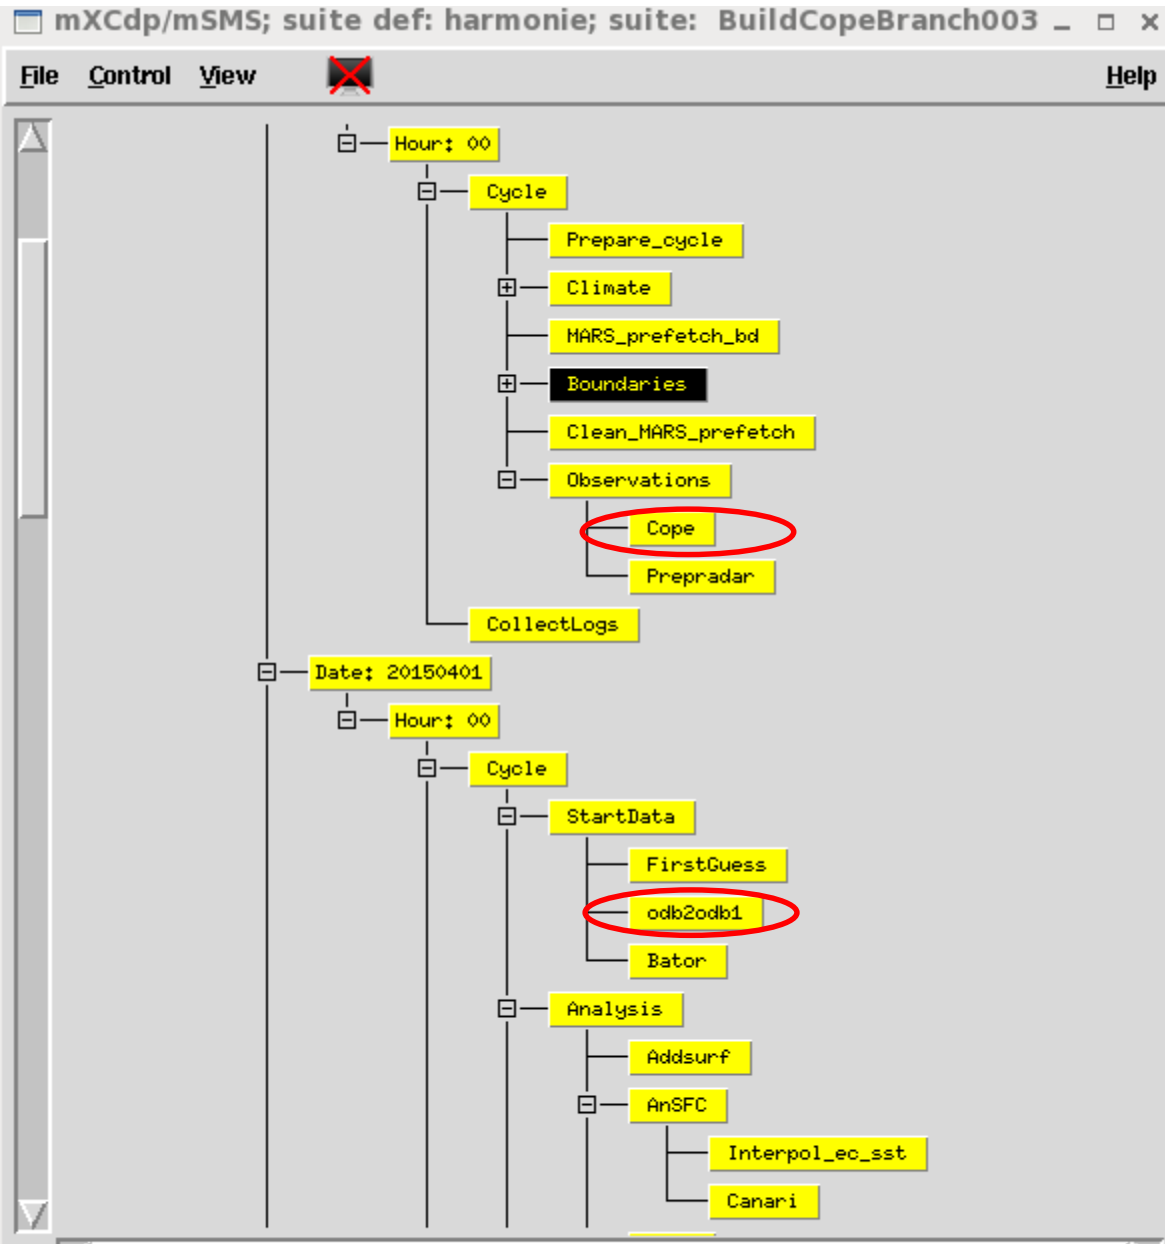 mXCdp/mSMS; suite def: harmonie; suite: BuildCopeBranch003
File Control View Help
Hour: 00
Cycle
Prepare_cycle
Climate
MARS_prefetch_bd
Boundaries
Clean_MARS_prefetch
Observations
Cope
Prepradar
CollectLogs
Date: 20150401
Hour: 00
Cycle
StartData
FirstGuess
odb2odb1
Bator
Analysis
Addsurf
AnSFC
Interpol_ec_sst
Canari